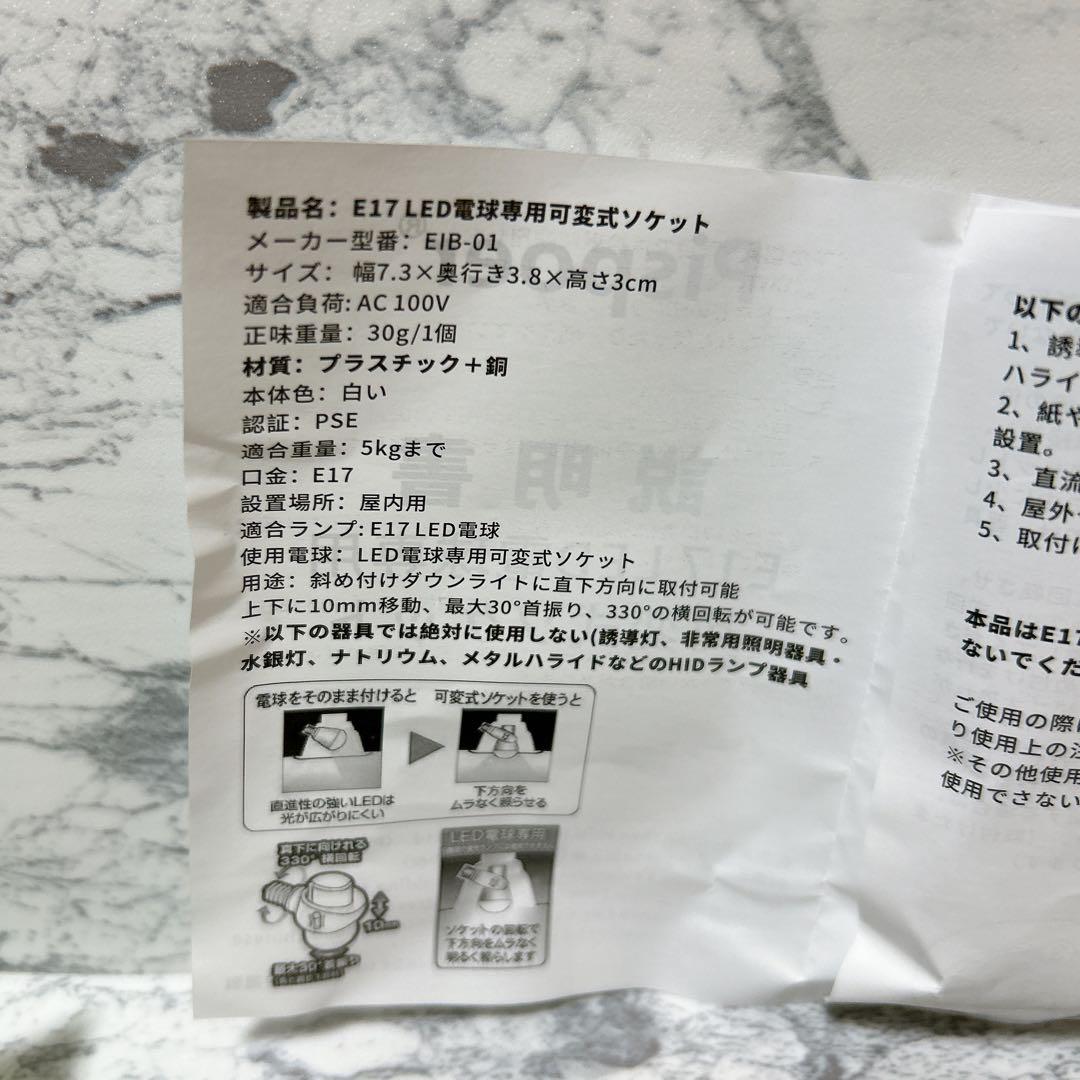 製品名： E17 LED電球専用可変式ソケット
メーカー型番： EIB-01
サイズ： 幅7.3×奥行き3.8×高さ3cm
適合負荷: AC 100V
正味重量： 30g/1個
材質： プラスチック＋銅
本体色： 白い
認証： PSE
適合重量： 5kgまで
口金： E17
設置場所： 屋内用
適合ランプ: E17 LED電球
使用電球： LED電球専用可変式ソケット
用途： 斜め付けダウンライトに直下方向に取付可能
上下に10mm移動、最大30°首振り、330°の横回転が可能です。
※以下の器具では絶対に使用しない(誘導灯、非常用照明器具・
水銀灯、ナトリウム、メタルハライドなどのHIDランプ器具
電球をそのまま付けると
可変式ソケットを使うと
直進性の強いLEDは
光が広がりにくい
下方向を
ムラなく照らせる
真下に向けれる
330° 横回転
10mm
LED電球専用
ソケットの回転で
下方向をムラなく
明るく照らします
以下の
1、誘導
ハライ
2、紙や
設置。
3、直流
4、屋外
5、取付け
本品はE17
ないでくた
ご使用の際
り使用上の注
※その他使用
使用でさない